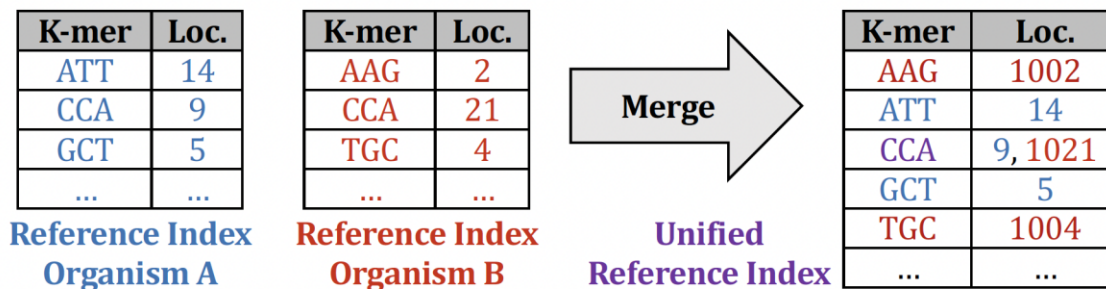 K-mer Loc.
ATT 14
CCA 9
GCT 5
... ...
Reference Index
Organism A
K-mer Loc.
AAG 2
CCA 21
TGC 4
... ...
Reference Index
Organism B
Merge
Unified
Reference Index
K-mer Loc.
AAG 1002
ATT 14
CCA 9, 1021
GCT 5
TGC 1004
... ...